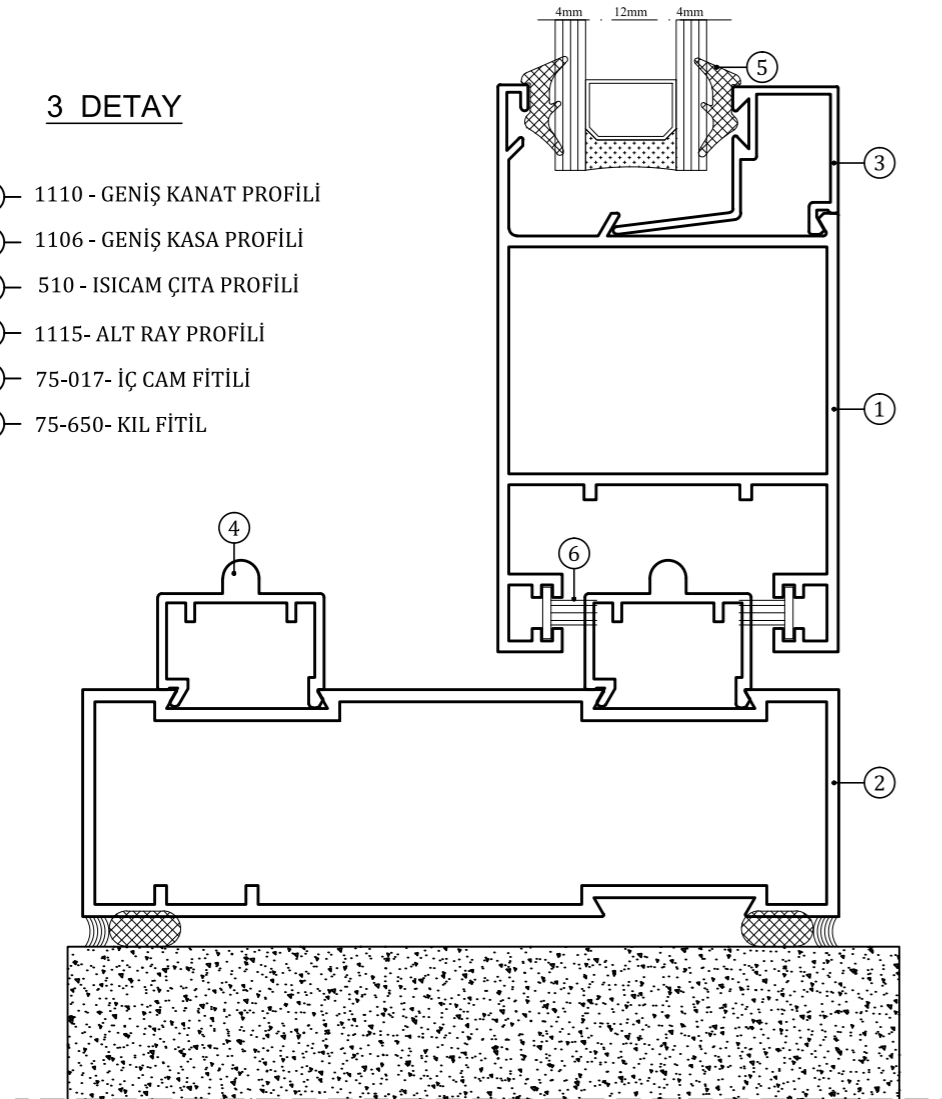 4mm 12mm 4mm
5
3 DETAY
3
1110 - GENİŞ KANAT PROFİLİ
1106 - GENİŞ KASA PROFİLİ
510 - ISICAM ÇITA PROFİLİ
1115- ALT RAY PROFİLİ
75-017- İÇ CAM FİTİLİ
1
75-650- KIL FİTİL
4
6
2